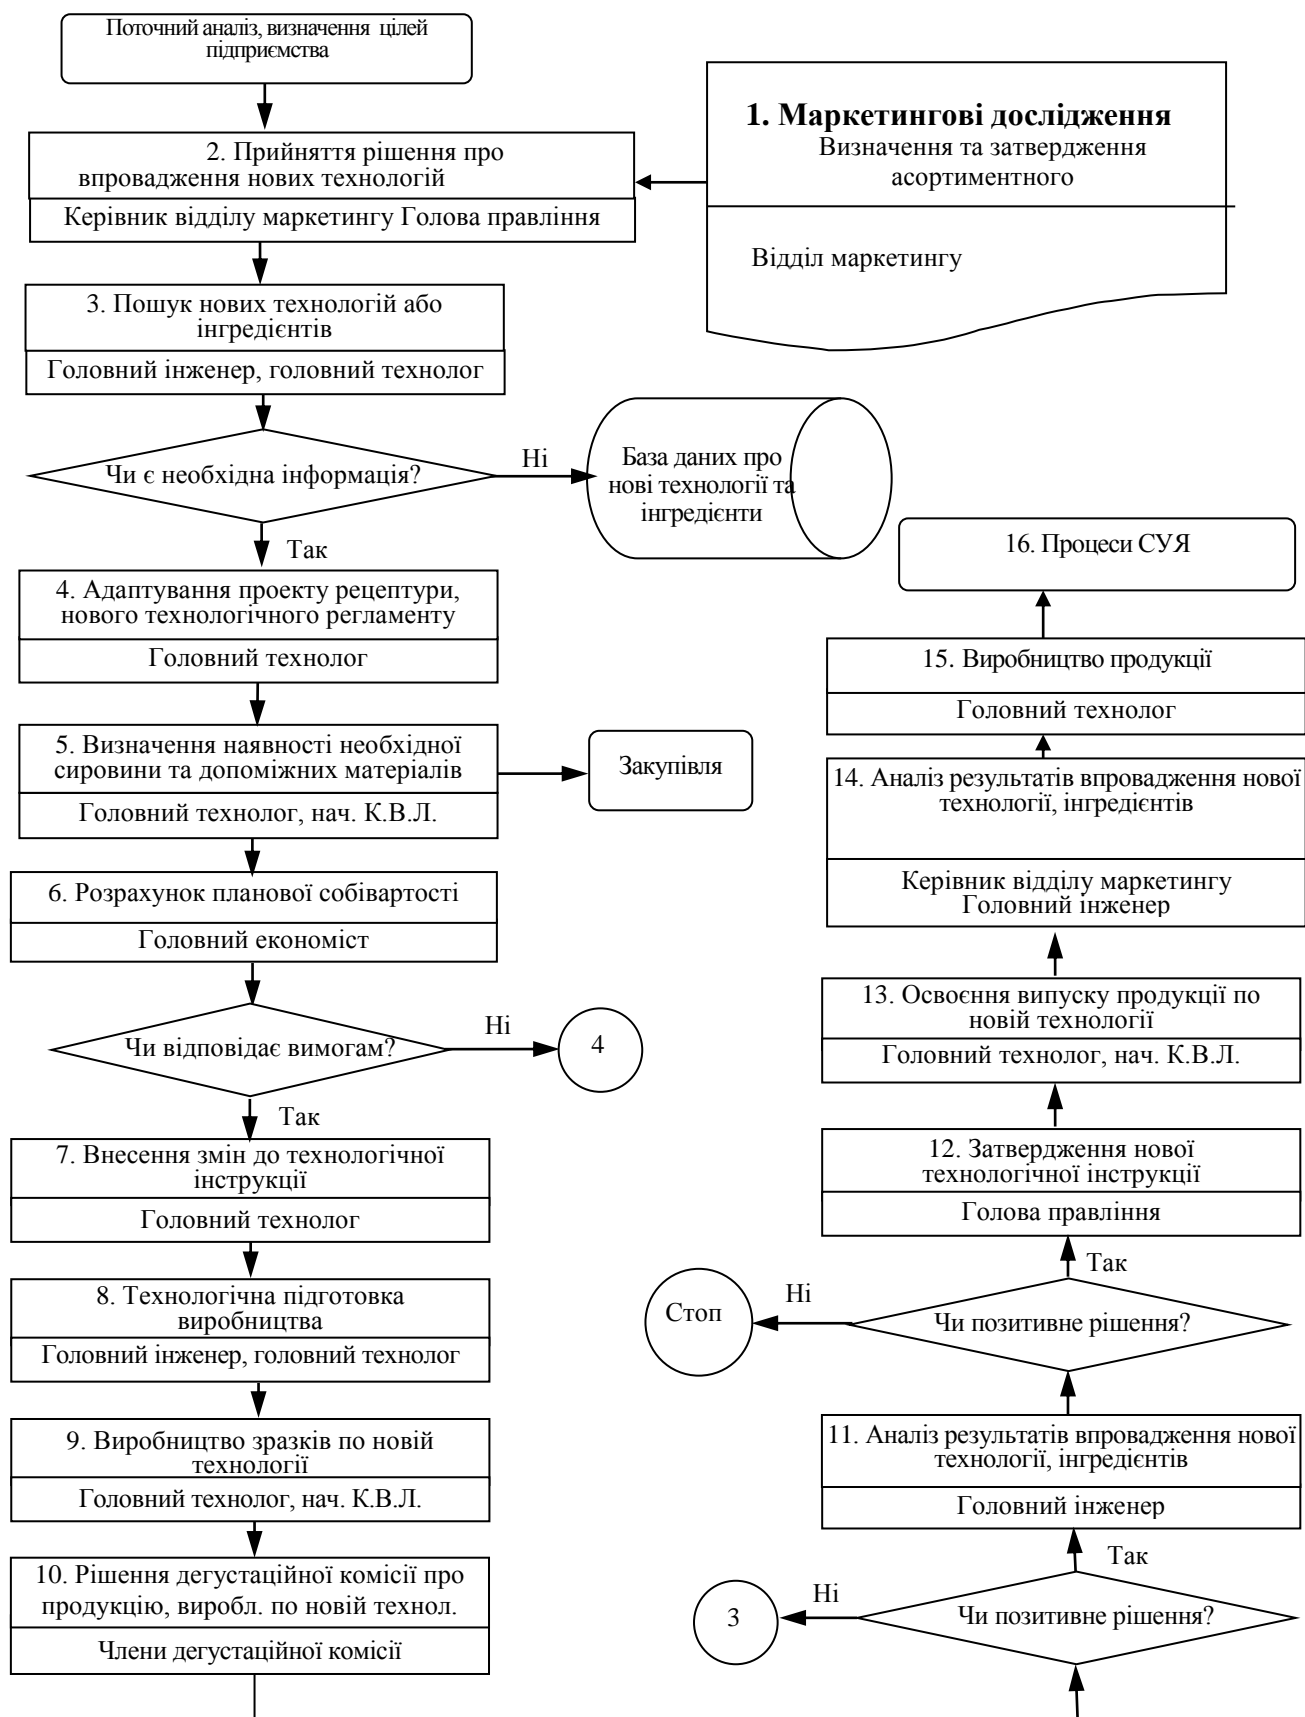 Поточний аналіз, визначення цілей
підприємства
1. Маркетингові дослідження
Визначення та затвердження
асортиментного
Відділ маркетингу
2. Прийняття рішення про
впровадження нових технологій
Керівник відділу маркетингу Голова правління
3. Пошук нових технологій або
інгредієнтів
Головний інженер, головний технолог
Чи є необхідна інформація?
Ні
База даних про
нові технології та
інгредієнти
Так
4. Адаптування проекту рецептури,
нового технологічного регламенту
Головний технолог
5. Визначення наявності необхідної
сировини та допоміжних матеріалів
Головний технолог, нач. К.В.Л.
Закупівля
6. Розрахунок планової собівартості
Головний економіст
Чи відповідає вимогам?
Ні
4
Так
7. Внесення змін до технологічної
інструкції
Головний технолог
8. Технологічна підготовка
виробництва
Головний інженер, головний технолог
9. Виробництво зразків по новій
технології
Головний технолог, нач. К.В.Л.
10. Рішення дегустаційної комісії про
продукцію, виробл. по новій технол.
Члени дегустаційної комісії
16. Процеси СУЯ
15. Виробництво продукції
Головний технолог
14. Аналіз результатів впровадження нової
технології, інгредієнтів
Керівник відділу маркетингу
Головний інженер
13. Освоєння випуску продукції по
новій технології
Головний технолог, нач. К.В.Л.
12. Затвердження нової
технологічної інструкції
Голова правління
Так
Ні
Стоп
Чи позитивне рішення?
11. Аналіз результатів впровадження нової
технології, інгредієнтів
Головний інженер
Так
Ні
3
Чи позитивне рішення?